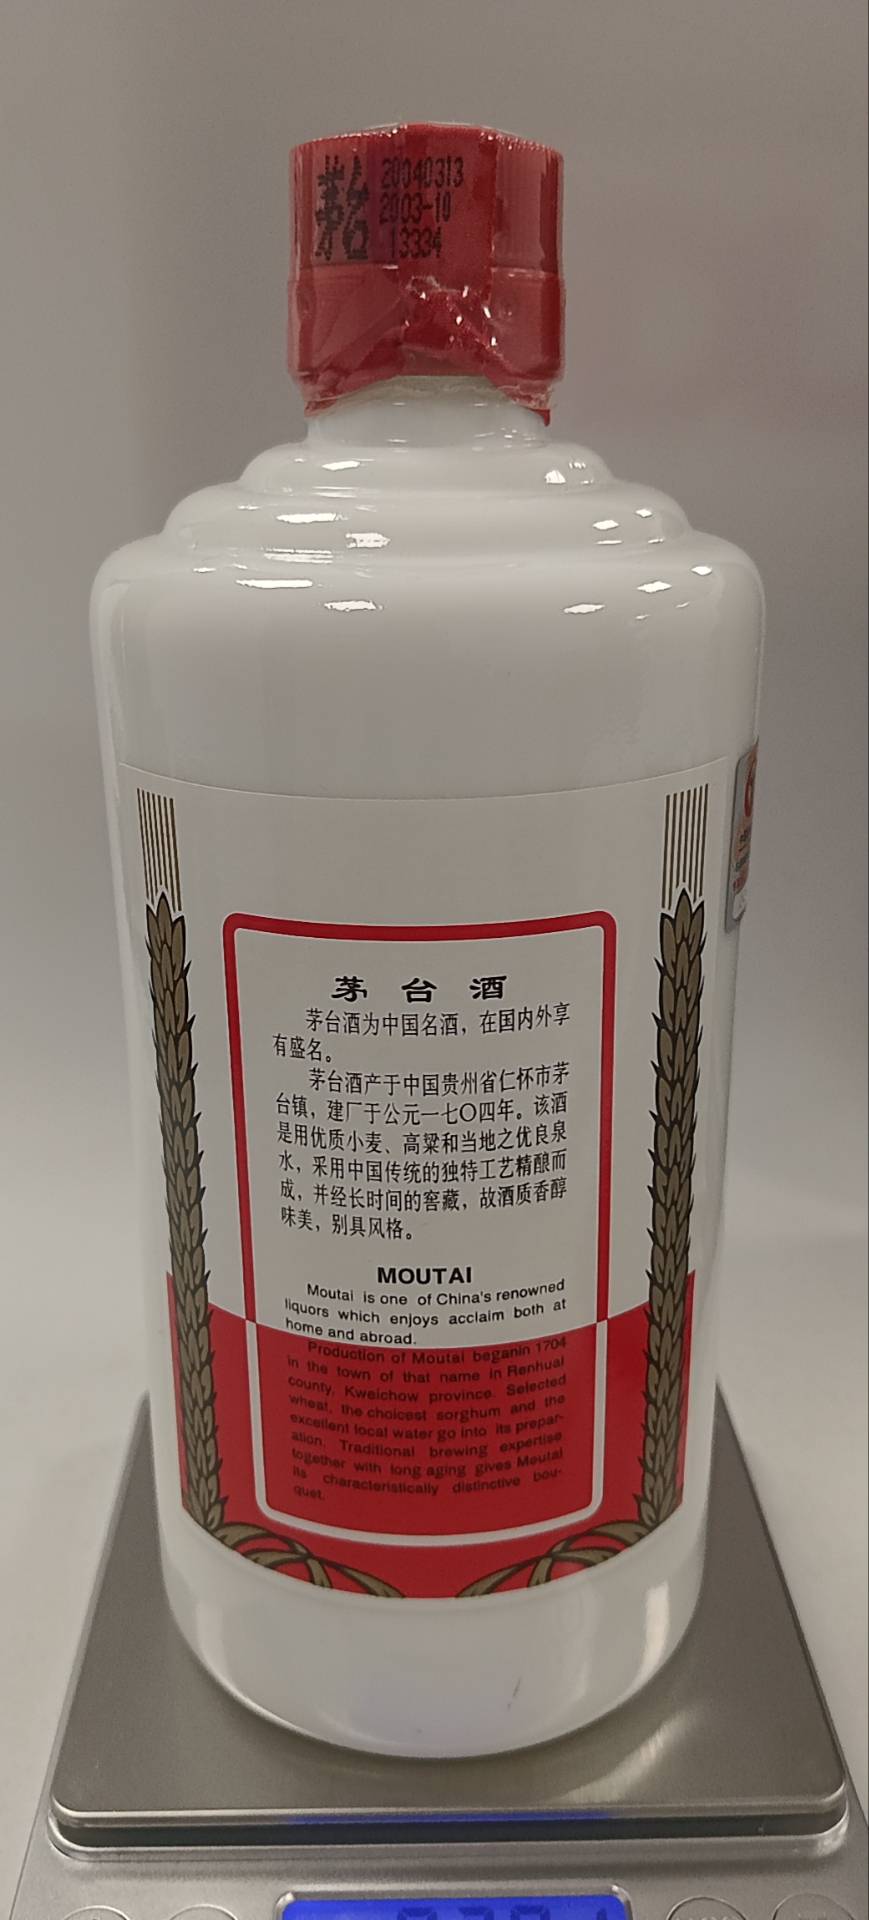 茅台
20040313
2003-10
13334
茅台酒
茅台酒为中国名酒，在国内外享
有盛名。
茅台酒产于中国贵州省仁怀市茅
台镇，建厂于公元一七〇四年。该酒
是用优质小麦、高粱和当地之优良泉
水，采用中国传统的独特工艺精酿而
成，并经长时间的窖藏，故酒质香醇
味美，别具风格。
MOUTAI
Moutai is one of China's renowned
liquors which enjoys acclaim both at
home and abroad.
Production of Moutai beganin 1704
in the town of that name in Renhuai
county, Kweichow province. Selected
wheat, the choicest sorghum and the
excellent local water go into its prepar-
ation. Traditional brewing expertise
together with long aging gives Moutai
its characteristically distinctive bou-
quet.